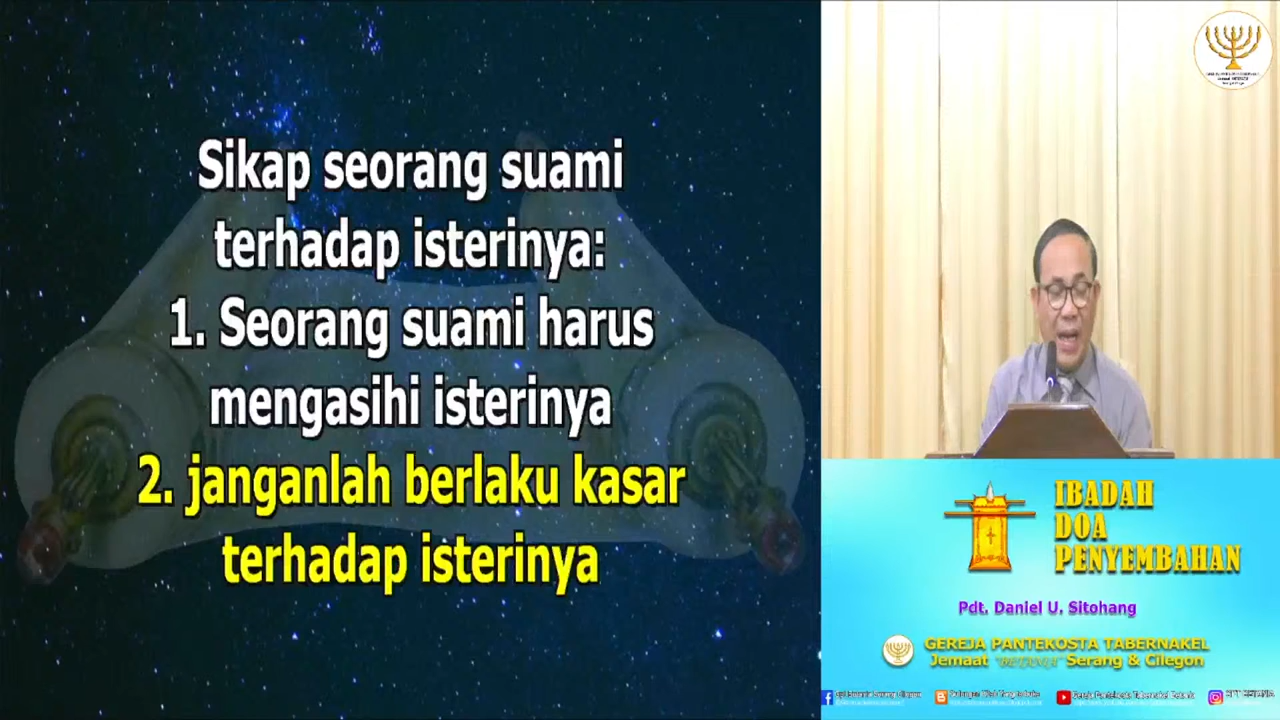 Sikap seorang suami
terhadap isterinya:
1. Seorang suami harus
mengasihi isterinya
2. janganlah berlaku kasar
terhadap isterinya
IBADAH
DOA
PENYEMBAHAN
Pdt. Daniel U. Sitohang
GEREJA PANTEKOSTA TABERNAKEL
Jemaat "BETANIA" Serang & Cilegon